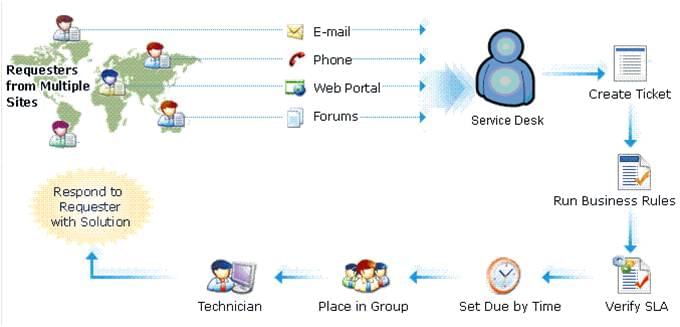 Requesters
from Multiple
Sites
E-mail
Phone
Web Portal
Forums
Service Desk
Create Ticket
Run Business Rules
Verify SLA
Set Due by Time
Place in Group
Technician
Respond to
Requester
with Solution